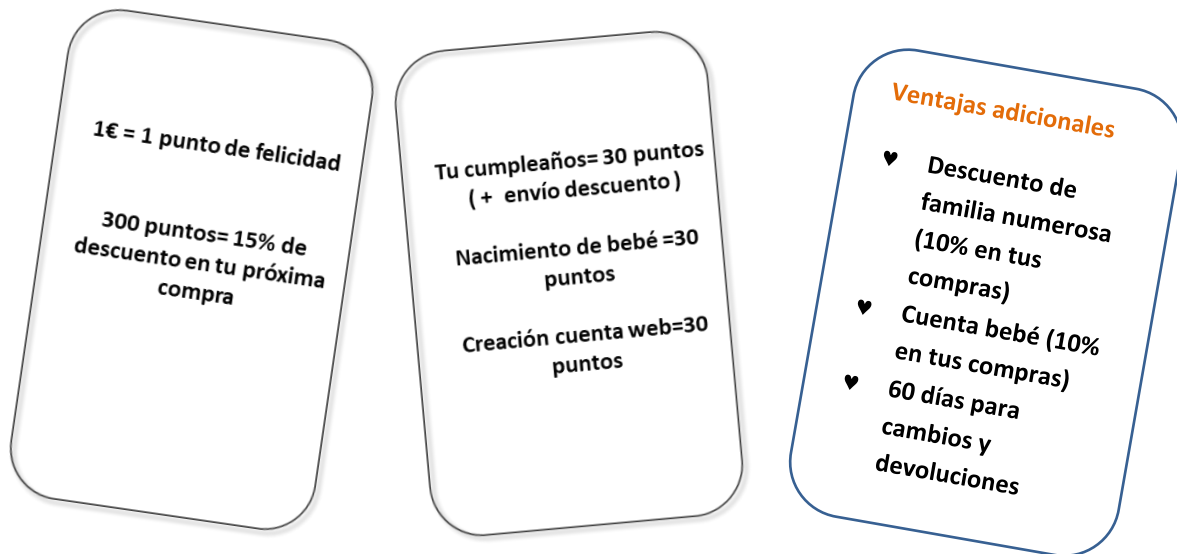 1€ = 1 punto de felicidad
300 puntos= 15% de
descuento en tu próxima
compra
Tu cumpleaños= 30 puntos
( + envío descuento )
Nacimiento de bebé =30
puntos
Creación cuenta web=30
puntos
Ventajas adicionales
♥ Descuento de
familia numerosa
(10% en tus
compras)
♥ Cuenta bebé (10%
en tus compras)
♥ 60 días para
cambios y
devoluciones